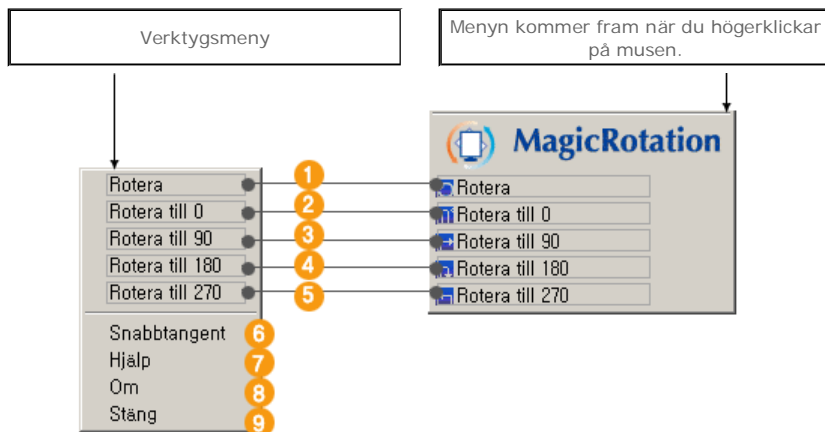 Verktygsmeny
Menyn kommer fram när du högerklickar
på musen.
MagicRotation
Rotera
Rotera till 0
Rotera till 90
Rotera till 180
Rotera till 270
Snabbtangent
Hjälp
Om
Stäng
1
2
3
4
5
6
7
8
9
Rotera
Rotera till 0
Rotera till 90
Rotera till 180
Rotera till 270